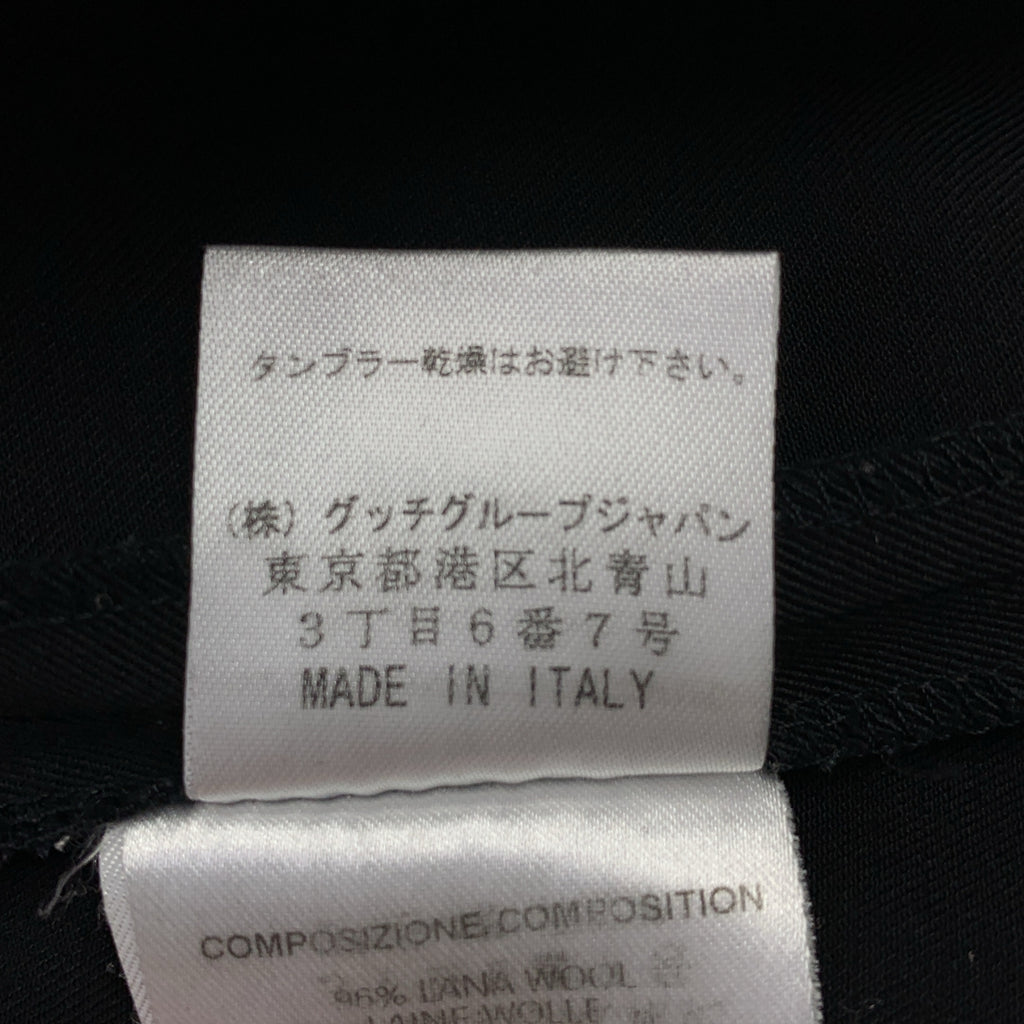 タンブラー乾燥はお避け下さい。
（株）グッチグループジャパン
東京都港区北青山
3丁目6番7号
MADE IN ITALY
COMPOSIZIONE COMPOSITION
96% LANA WOOL
LAINE WOLLE